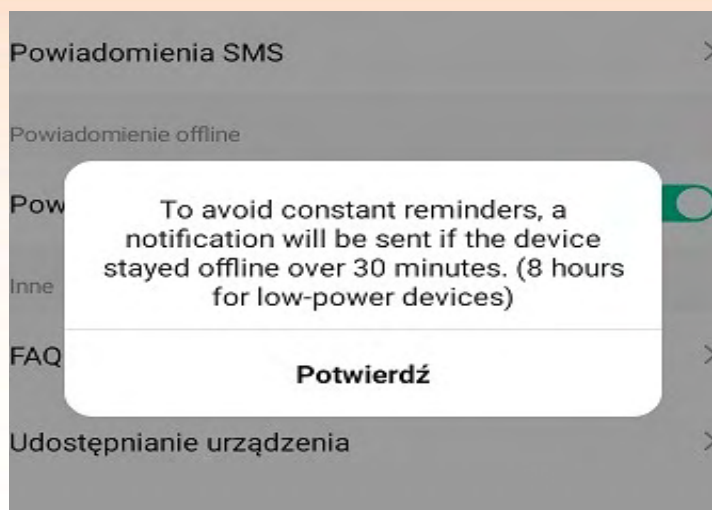 Powiadomienia SMS
Powiadomienie offline
Pow
To avoid constant reminders, a
notification will be sent if the device
stayed offline over 30 minutes. (8 hours
for low-power devices)
Inne
FAQ
Potwierdź
Udostępnianie urządzenia